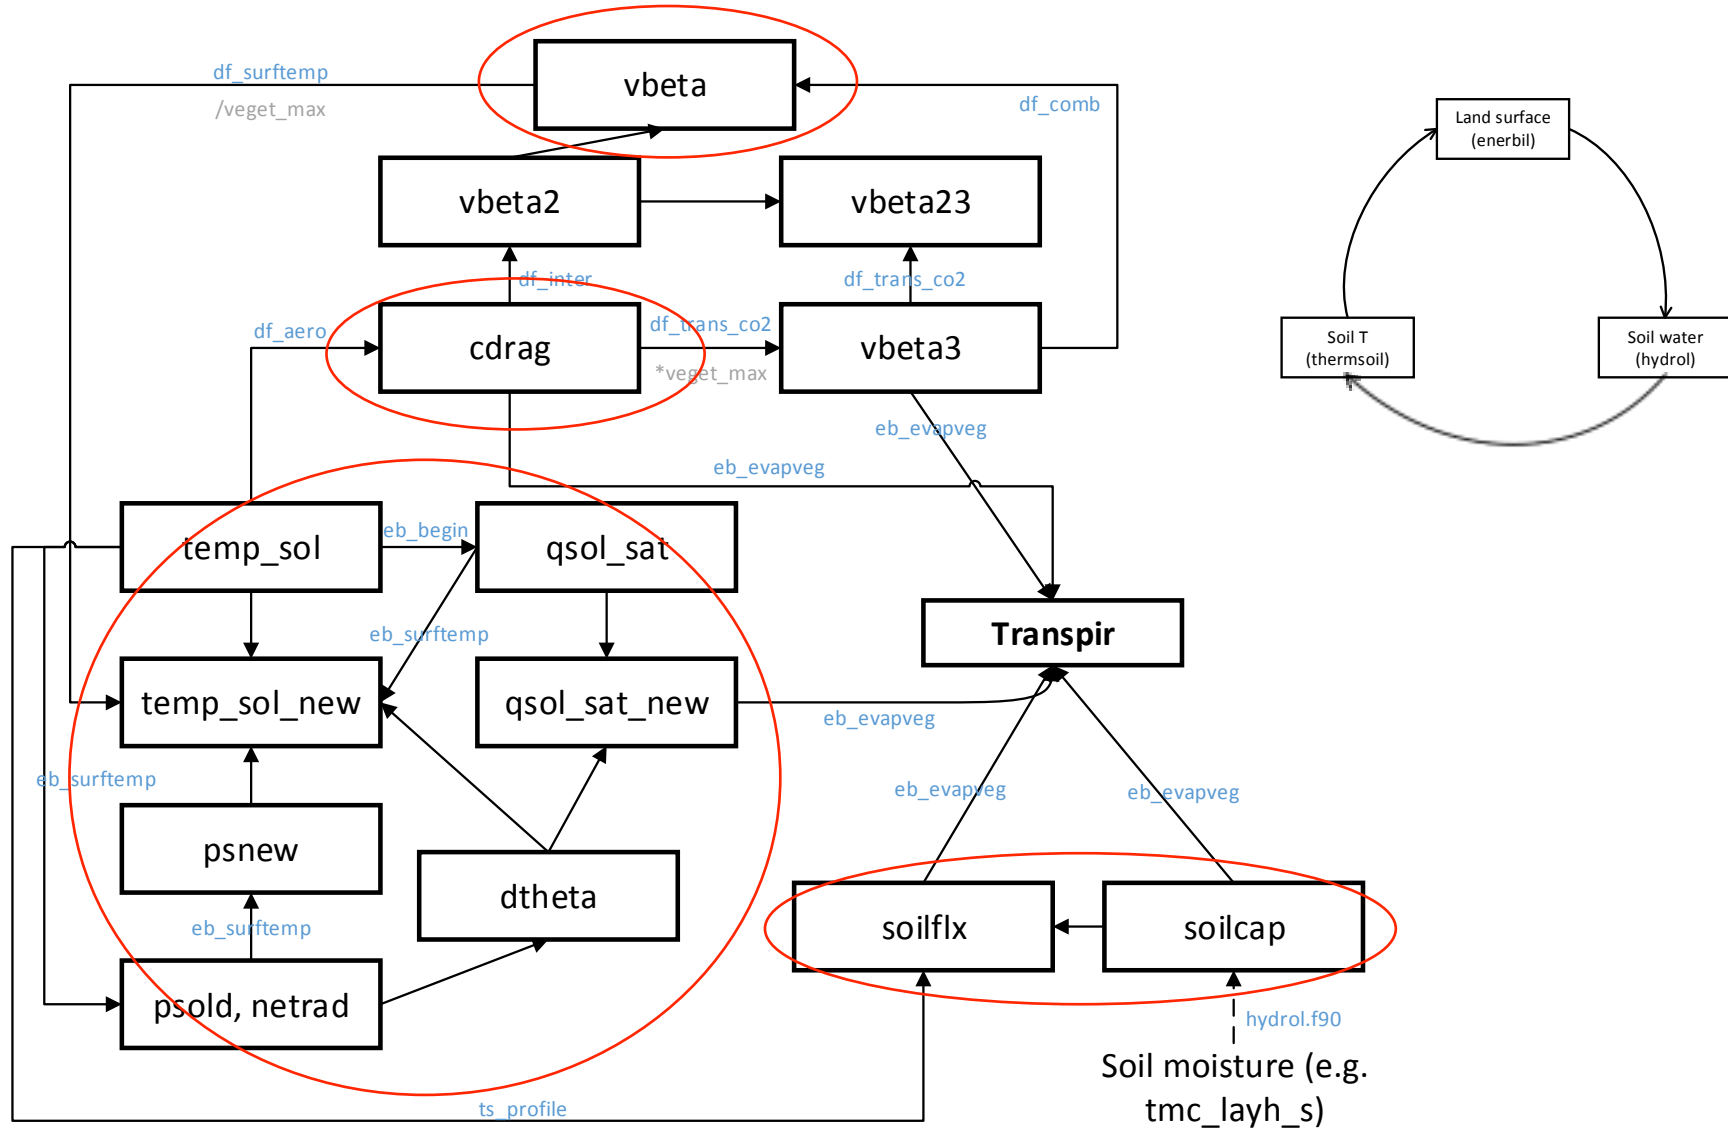 df_surftemp
/veget_max
vbeta
df_comb
vbeta2
vbeta23
df_inter
df_trans_co2
df_aero
cdrag
df_trans_co2
*veget_max
vbeta3
eb_evapveg
eb_evapveg
temp_sol
eb_begin
qsol_sat
eb_surftemp
Transpir
temp_sol_new
qsol_sat_new
eb_evapveg
eb_surftemp
psnew
dtheta
eb_evapveg
eb_evapveg
eb_surftemp
soilflx
soilcap
psold, netrad
hydrol.f90
Soil moisture (e.g.
tmc_layh_s)
ts_profile
Land surface
(enerbil)
Soil T
(thermsoil)
Soil water
(hydrol)